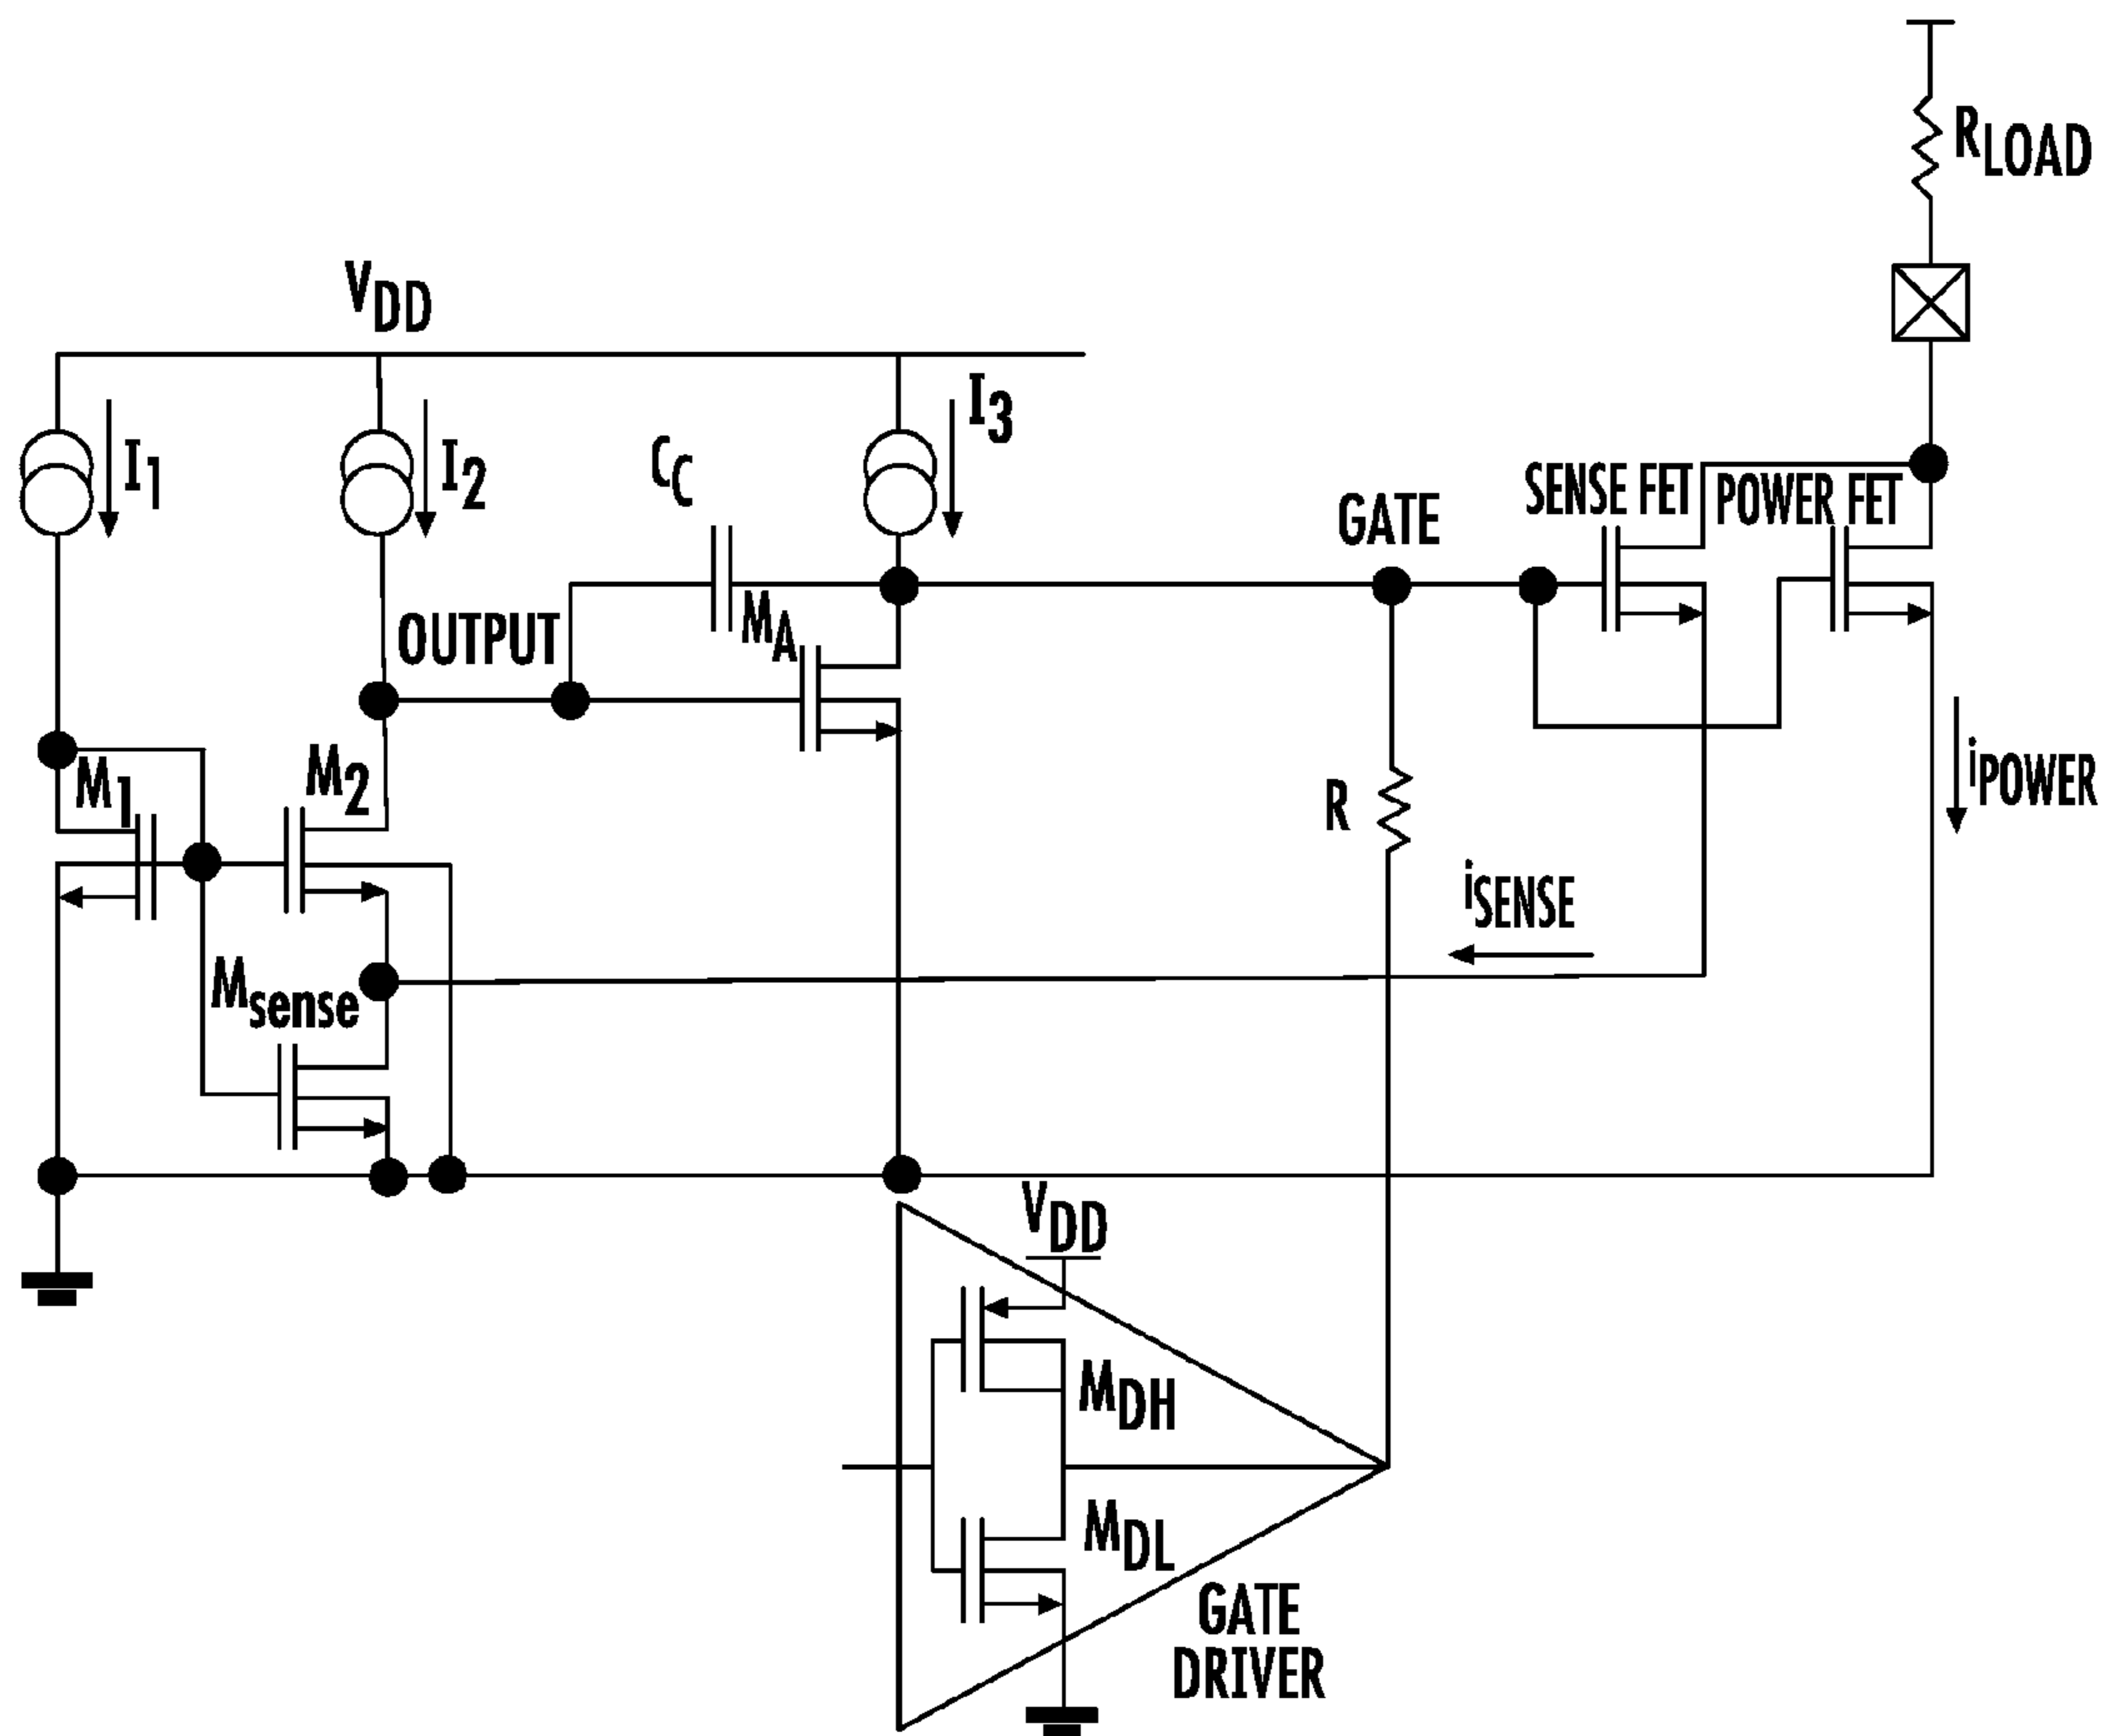 RLOAD
VDD
I1
I2
CC
I3
GATE
SENSE FET
POWER FET
OUTPUT
MA
M1
M2
R
iPOWER
iSENSE
Msense
VDD
MDH
MDL
GATE
DRIVER